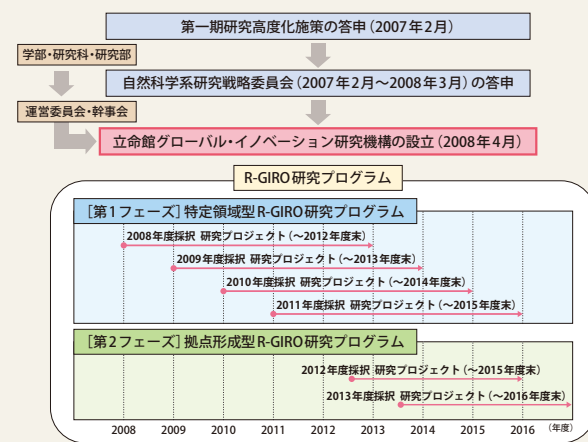 第一期研究高度化施策の答申（2007年2月）
学部・研究科・研究部
自然科学系研究戦略委員会（2007年2月～2008年3月）の答申
運営委員会・幹事会
立命館グローバル・イノベーション研究機構の設立（2008年4月）
R-GIRO研究プログラム
［第1フェーズ］特定領域型R-GIRO研究プログラム
2008年度採択 研究プロジェクト（～2012年度末）
2009年度採択 研究プロジェクト（～2013年度末）
2010年度採択 研究プロジェクト（～2014年度末）
2011年度採択 研究プロジェクト（～2015年度末）
［第2フェーズ］拠点形成型R-GIRO研究プログラム
2012年度採択 研究プロジェクト（～2015年度末）
2013年度採択 研究プロジェクト（～2016年度末）
2008 2009 2010 2011 2012 2013 2014 2015 2016 （年度）